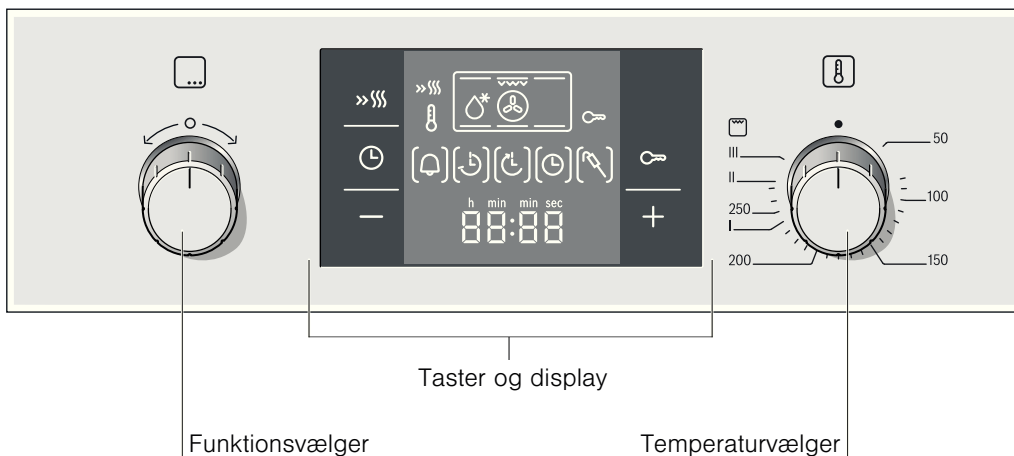 h min min sec
88:88
50
III
II
100
250
I
200
150
Taster og display
Funktionsvælger
Temperaturvælger